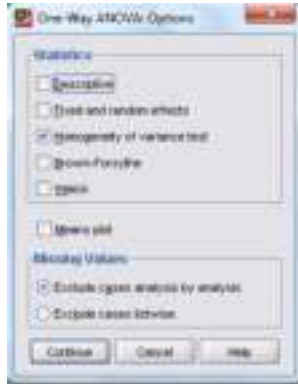 One-Way ANOVA: Options
Statistics
Descriptive
Fixed and random effects
Homogeneity of variance test
Brown-Forsythe
Welch
Means plot
Missing Values
Exclude cases analysis by analysis
Exclude cases listwise
Continue
Cancel
Help